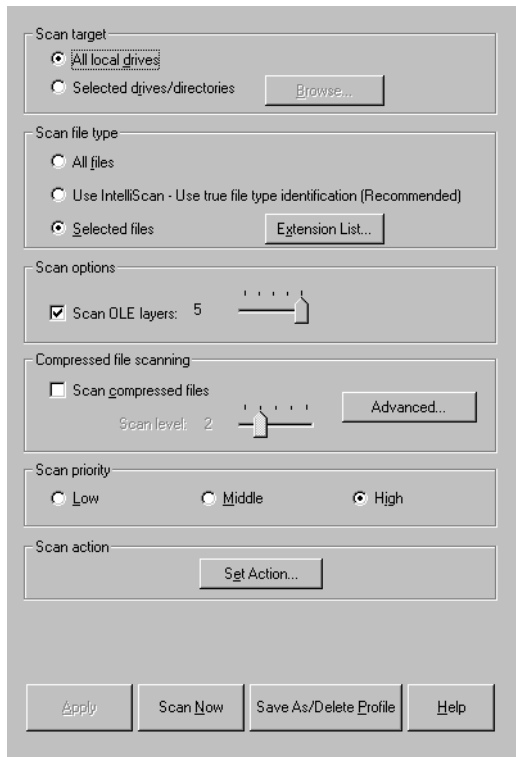 Scan target
All local drives
Selected drives/directories
Browse...
Scan file type
All files
Use IntelliScan - Use true file type identification (Recommended)
Selected files
Extension List...
Scan options
Scan OLE layers: 5
Compressed file scanning
Scan compressed files
Scan level: 2
Advanced...
Scan priority
Low Middle High
Scan action
Set Action...
Apply Scan Now Save As/Delete Profile Help